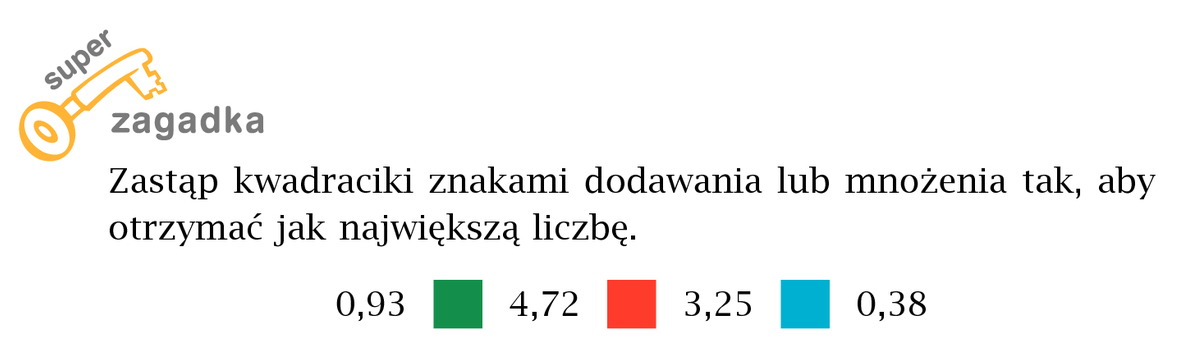 super
zagadka
Zastąp kwadraciki znakami dodawania lub mnożenia tak, aby
otrzymać jak największą liczbę.
0,93 4,72 3,25 0,38